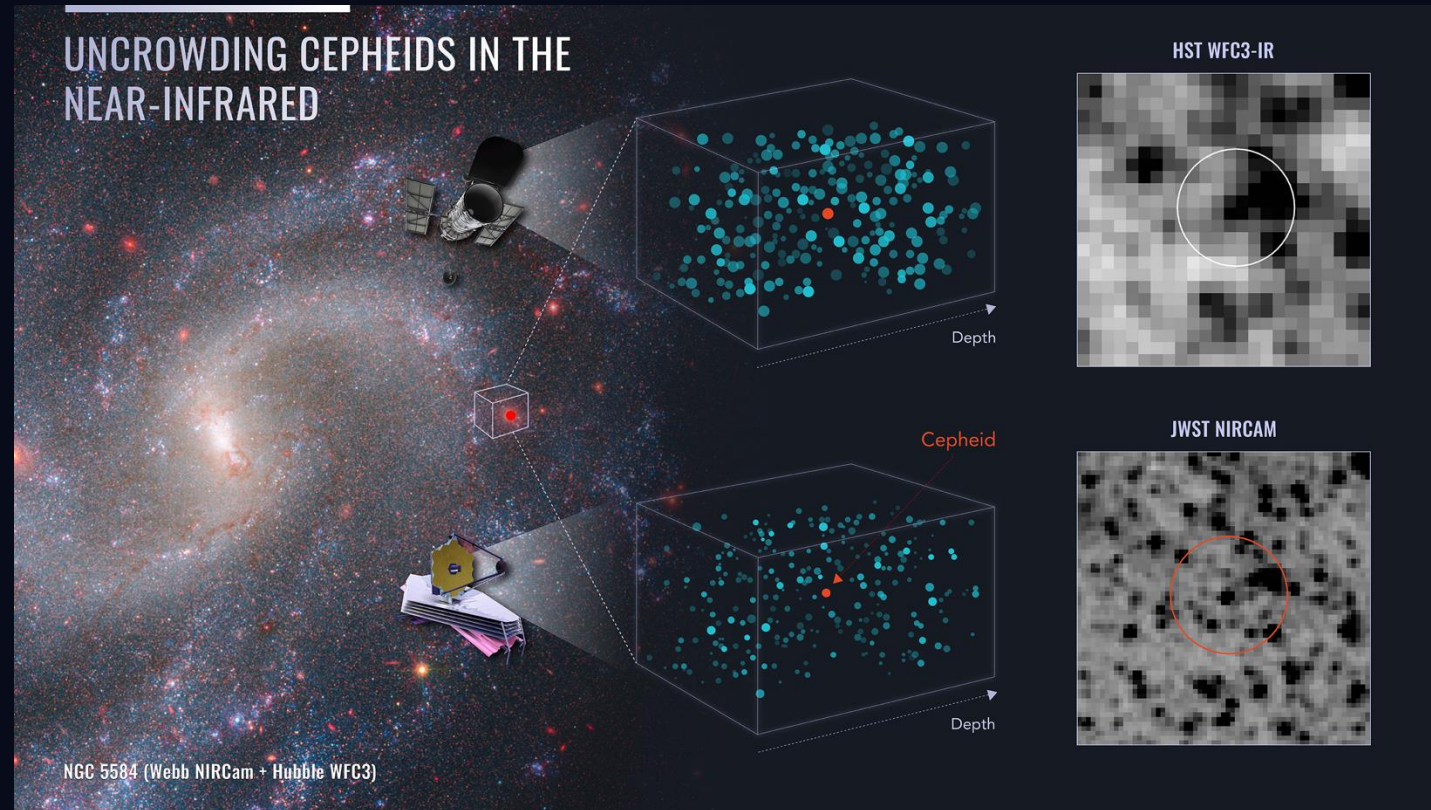 UNCROWDING CEPHEIDS IN THE
NEAR-INFRARED
HST WFC3-IR
Depth
Cepheid
JWST NIRCAM
Depth
NGC 5584 (Webb NIRCam + Hubble WFC3)